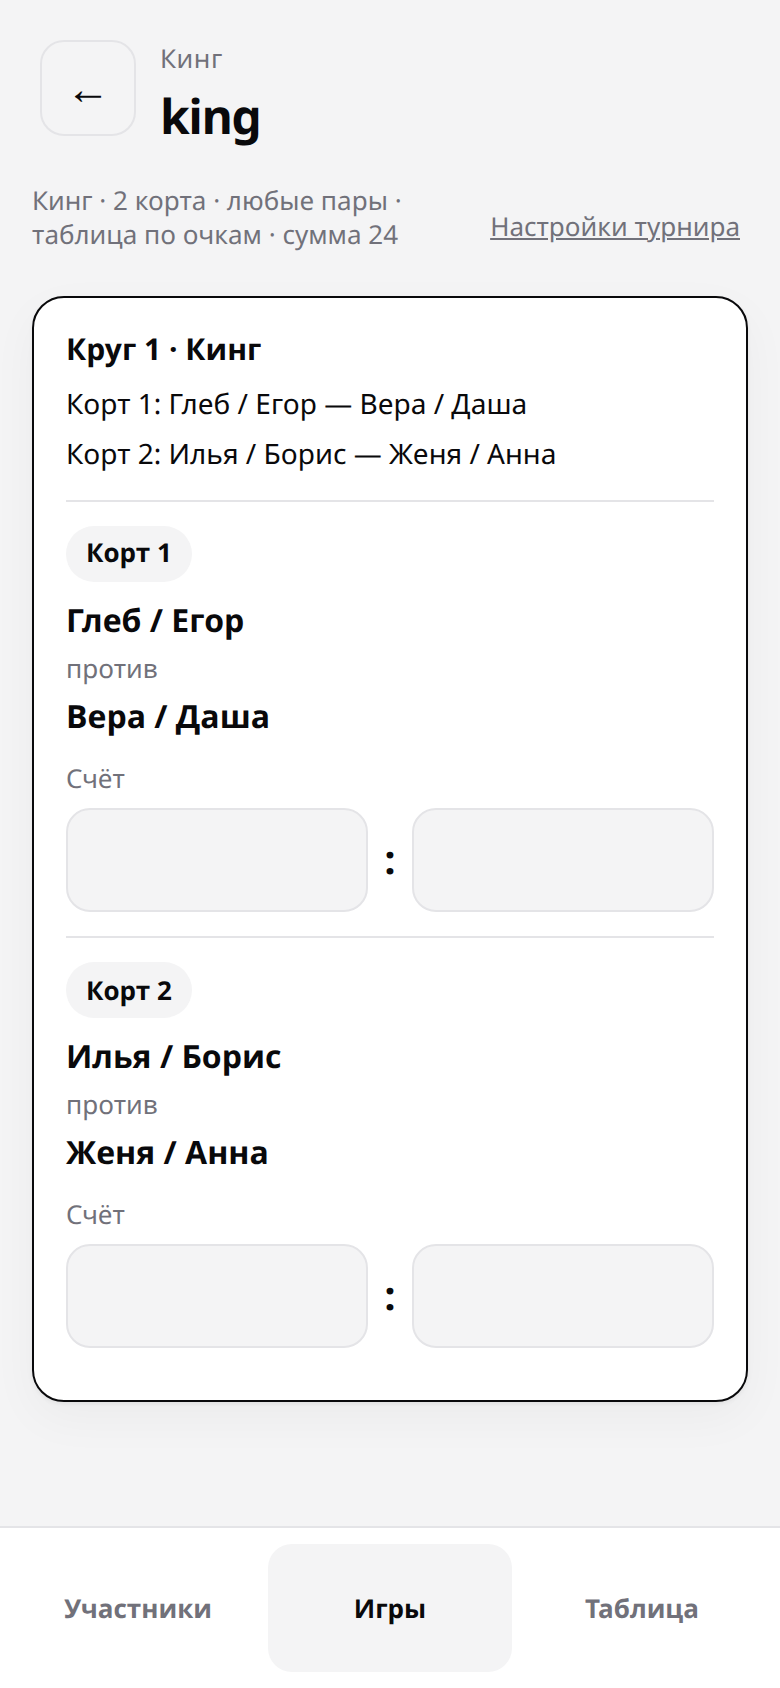 ←
Кинг
king
Кинг · 2 корта · любые пары ·
таблица по очкам · сумма 24
Настройки турнира
Круг 1 · Кинг
Корт 1: Глеб / Егор — Вера / Даша
Корт 2: Илья / Борис — Женя / Анна
Корт 1
Глеб / Егор
против
Вера / Даша
Счёт
:
Корт 2
Илья / Борис
против
Женя / Анна
Счёт
:
Участники
Игры
Таблица